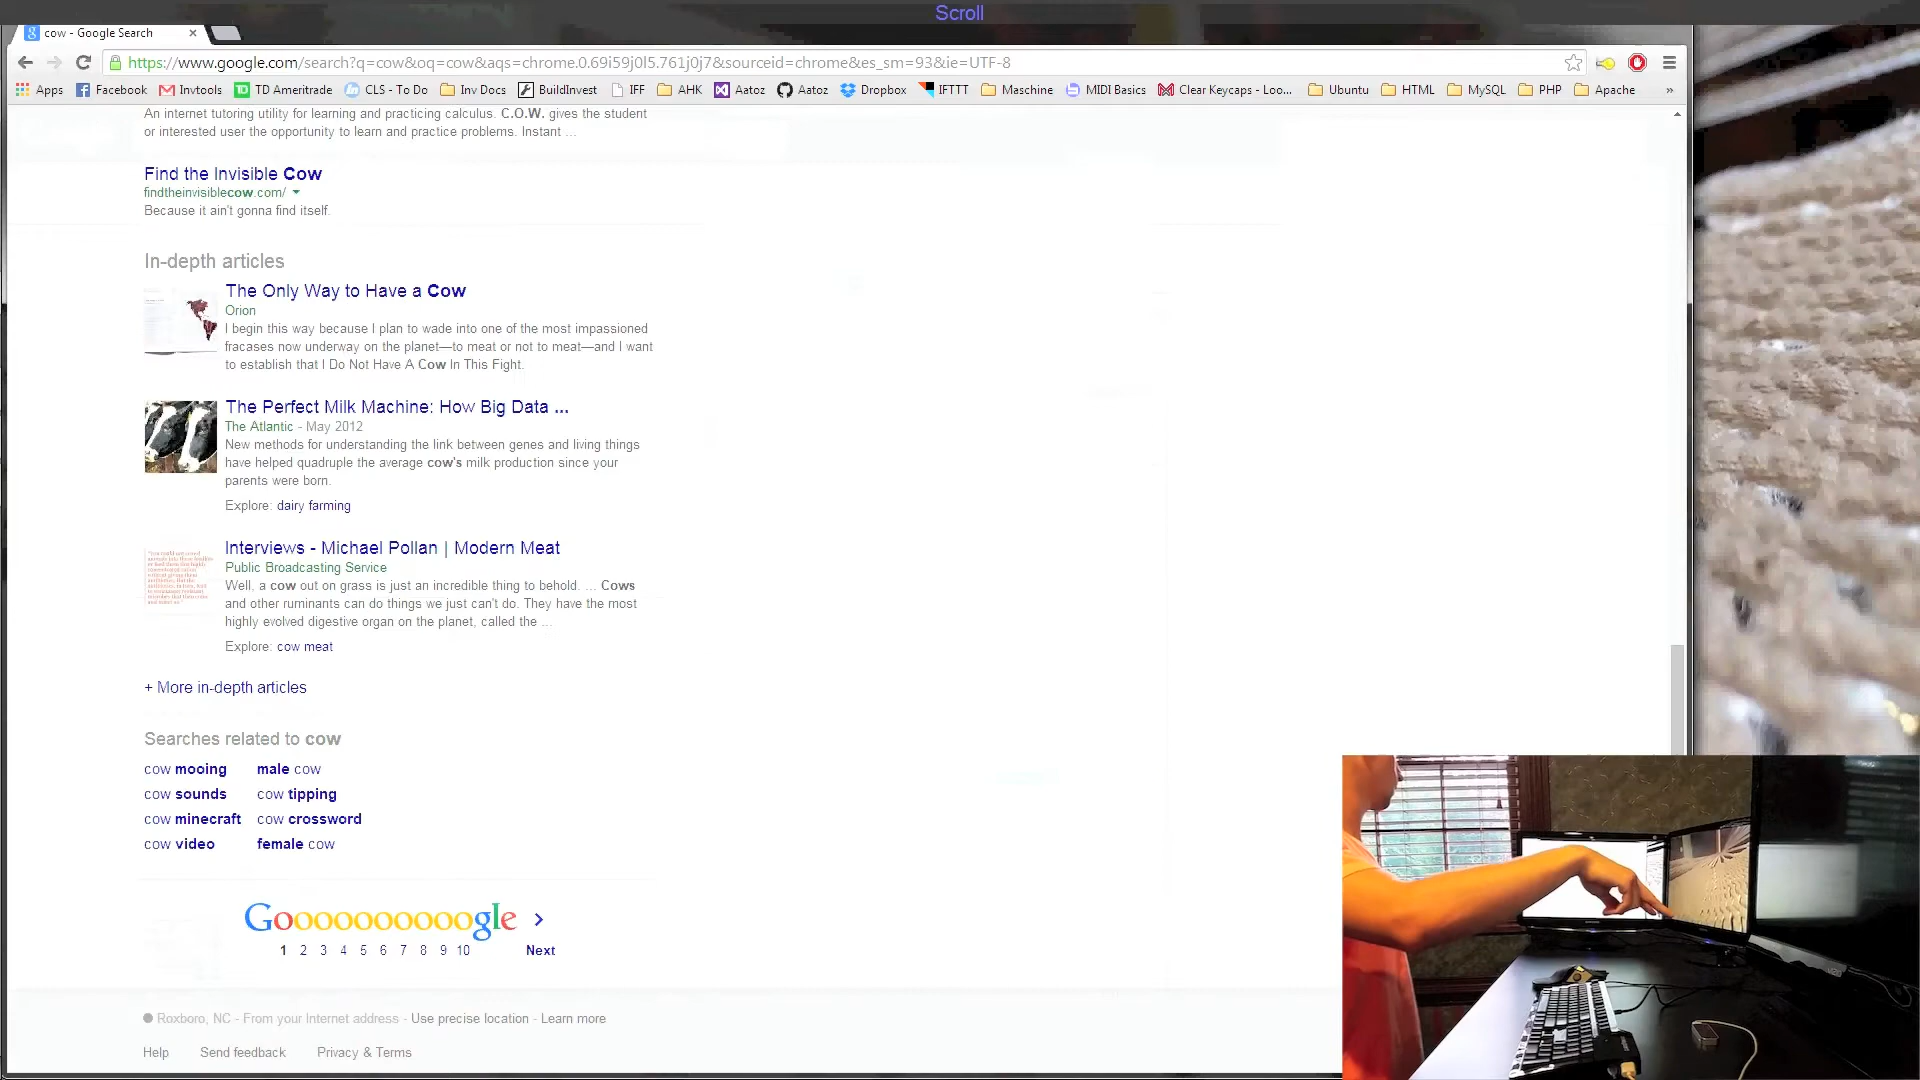 Scroll
cow - Google Search
https://www.google.com/search?q=cow&oq=cow&aqs=chrome.0.69i59j0l5.761j0j7&sourceid=chrome&es_sm=93&ie=UTF-8
Apps Facebook Invtools TD Ameritrade CLS - To Do Inv Docs BuildInvest IFF AHK Aatoz Aatoz Dropbox IFTTT Maschine MIDI Basics Clear Keycaps - Loo... Ubuntu HTML MySQL PHP Apache »
An internet tutoring utility for learning and practicing calculus. C.O.W. gives the student
or interested user the opportunity to learn and practice problems. Instant ...
Find the Invisible Cow
findtheinvisiblecow.com/
Because it ain't gonna find itself.
In-depth articles
The Only Way to Have a Cow
Orion
I begin this way because I plan to wade into one of the most impassioned
fracases now underway on the planet—to meat or not to meat—and I want
to establish that I Do Not Have A Cow In This Fight.
The Perfect Milk Machine: How Big Data ...
The Atlantic - May 2012
New methods for understanding the link between genes and living things
have helped quadruple the average cow's milk production since your
parents were born.
Explore: dairy farming
Interviews - Michael Pollan | Modern Meat
Public Broadcasting Service
Well, a cow out on grass is just an incredible thing to behold. ... Cows
and other ruminants can do things we just can't do. They have the most
highly evolved digestive organ on the planet, called the ...
Explore: cow meat
+ More in-depth articles
Searches related to cow
cow mooing male cow
cow sounds cow tipping
cow minecraft cow crossword
cow video female cow
Goooooooooogle >
1 2 3 4 5 6 7 8 9 10 Next
Roxboro, NC - From your Internet address - Use precise location - Learn more
Help Send feedback Privacy & Terms